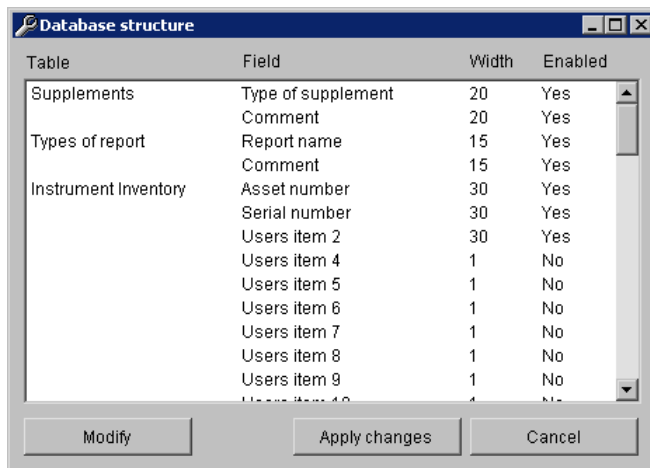 Database structure
Table Field Width Enabled
Supplements Type of supplement 20 Yes
Comment 20 Yes
Types of report Report name 15 Yes
Comment 15 Yes
Instrument Inventory Asset number 30 Yes
Serial number 30 Yes
Users item 2 30 Yes
Users item 4 1 No
Users item 5 1 No
Users item 6 1 No
Users item 7 1 No
Users item 8 1 No
Users item 9 1 No
Modify Apply changes Cancel